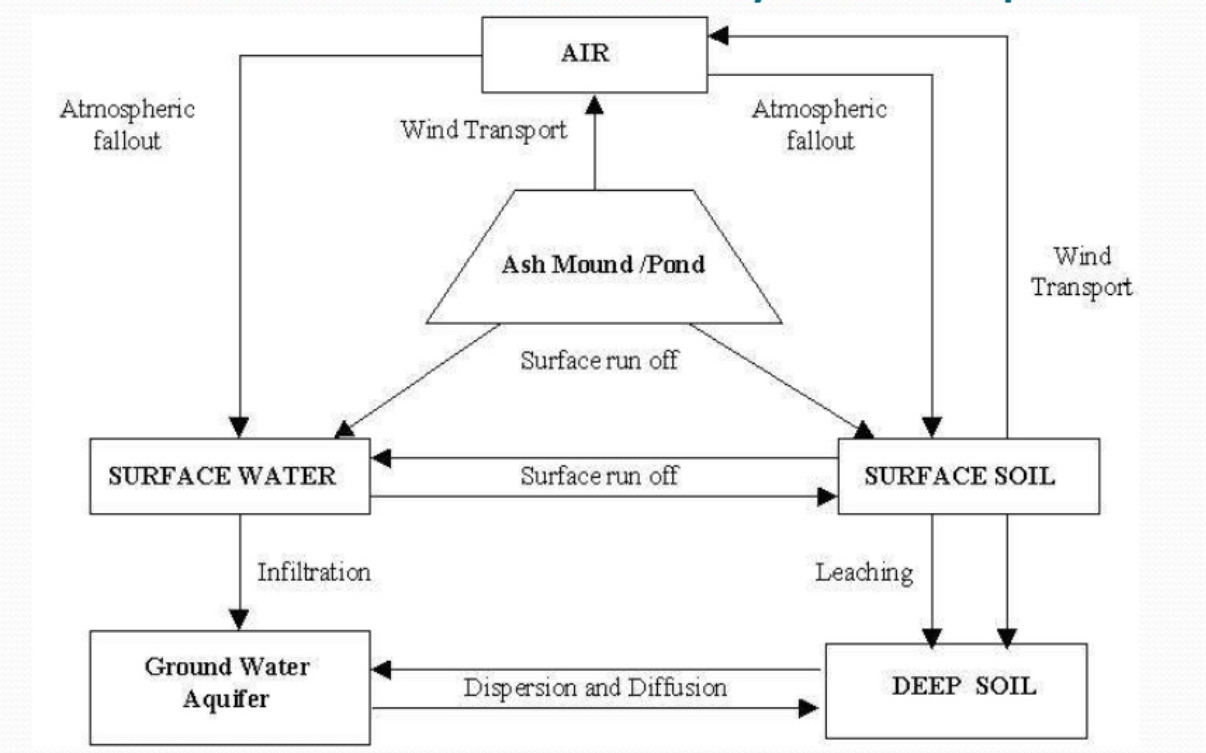 AIR
Atmospheric
fallout
Wind Transport
Atmospheric
fallout
Ash Mound /Pond
Wind
Transport
Surface run off
SURFACE WATER
Surface run off
SURFACE SOIL
Infiltration
Leaching
Ground Water
Aquifer
Dispersion and Diffusion
DEEP SOIL